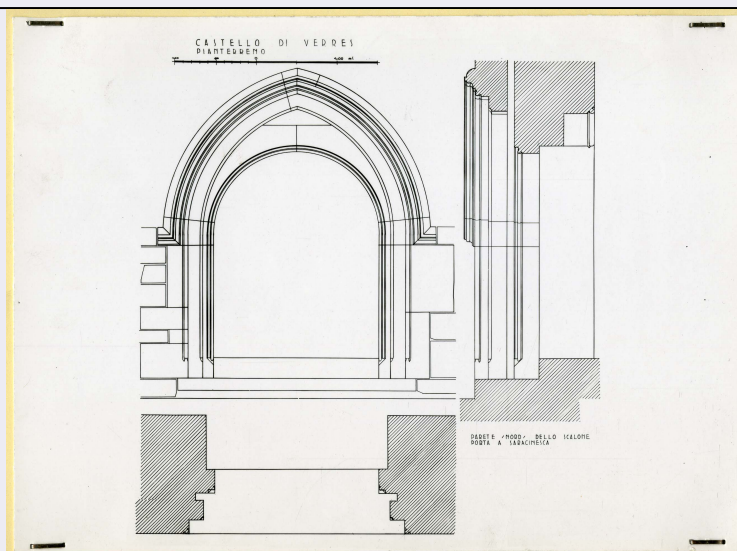 CASTELLO DI VERRES
PIANTERRENO
PARETE /NORD/ DELLO SCALONE
PORTA A SARACINESCA